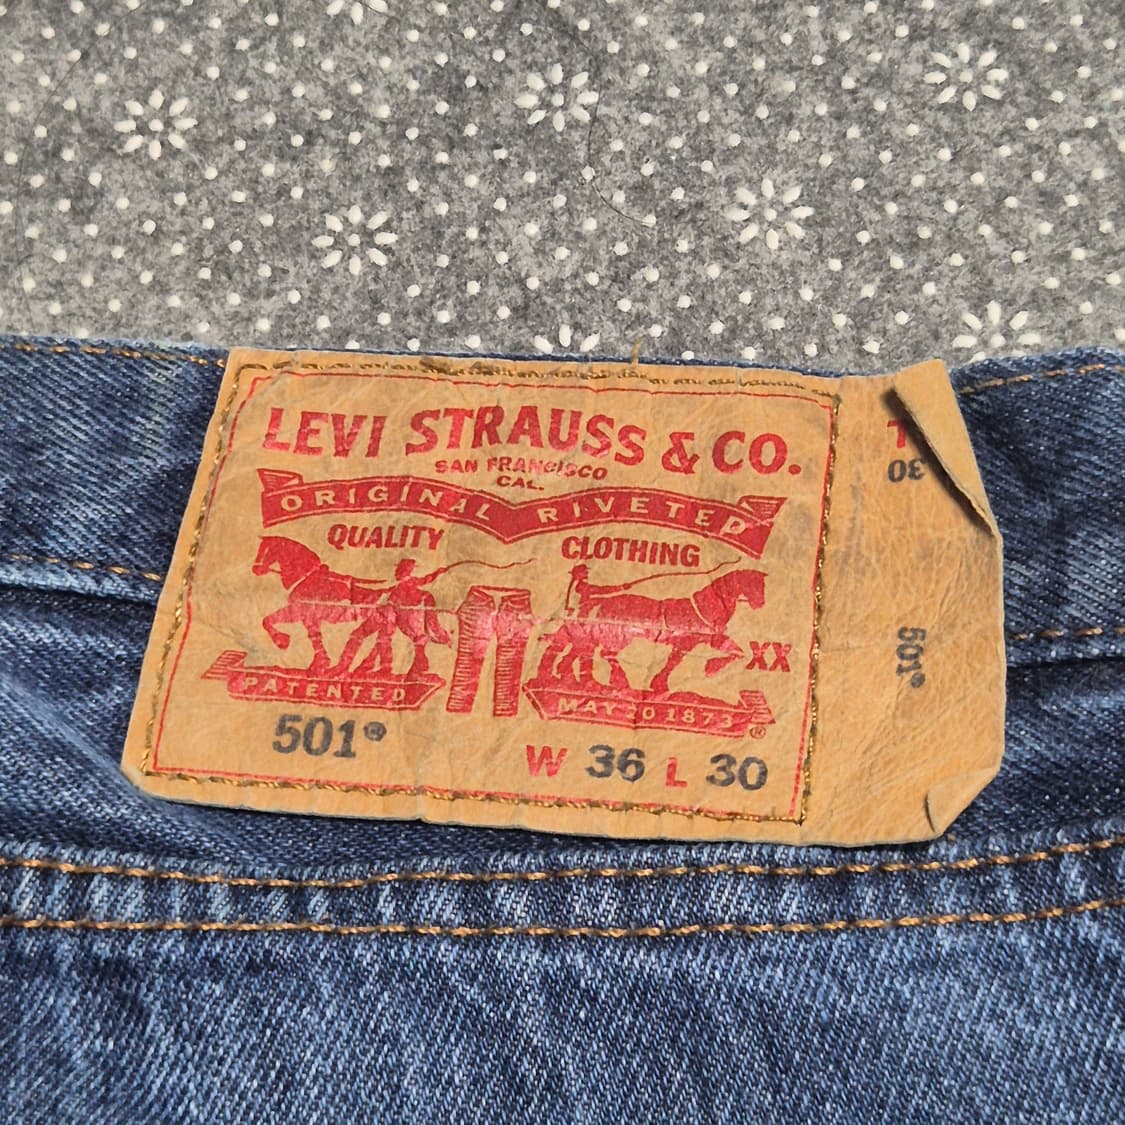 LEVI STRAUSS & CO.
SAN FRANCISCO
CAL.
ORIGINAL RIVETED
QUALITY CLOTHING
XX
PATENTED MAY 20 1873 ®
501®
W 36 L 30
L
30
501®